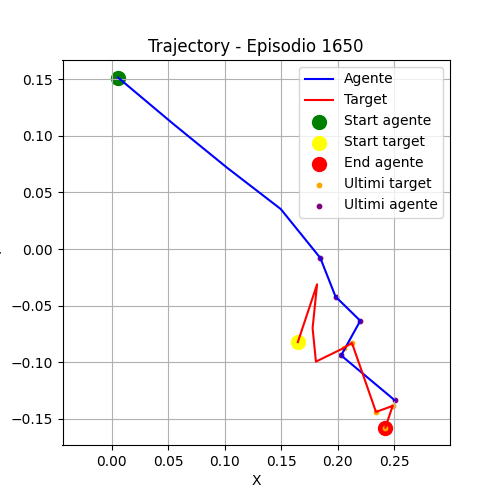 Trajectory - Episodio 1650
0.15
0.10
0.05
0.00
−0.05
−0.10
−0.15
Agente
Target
Start agente
Start target
End agente
Ultimi target
Ultimi agente
0.00 0.05 0.10 0.15 0.20 0.25
X